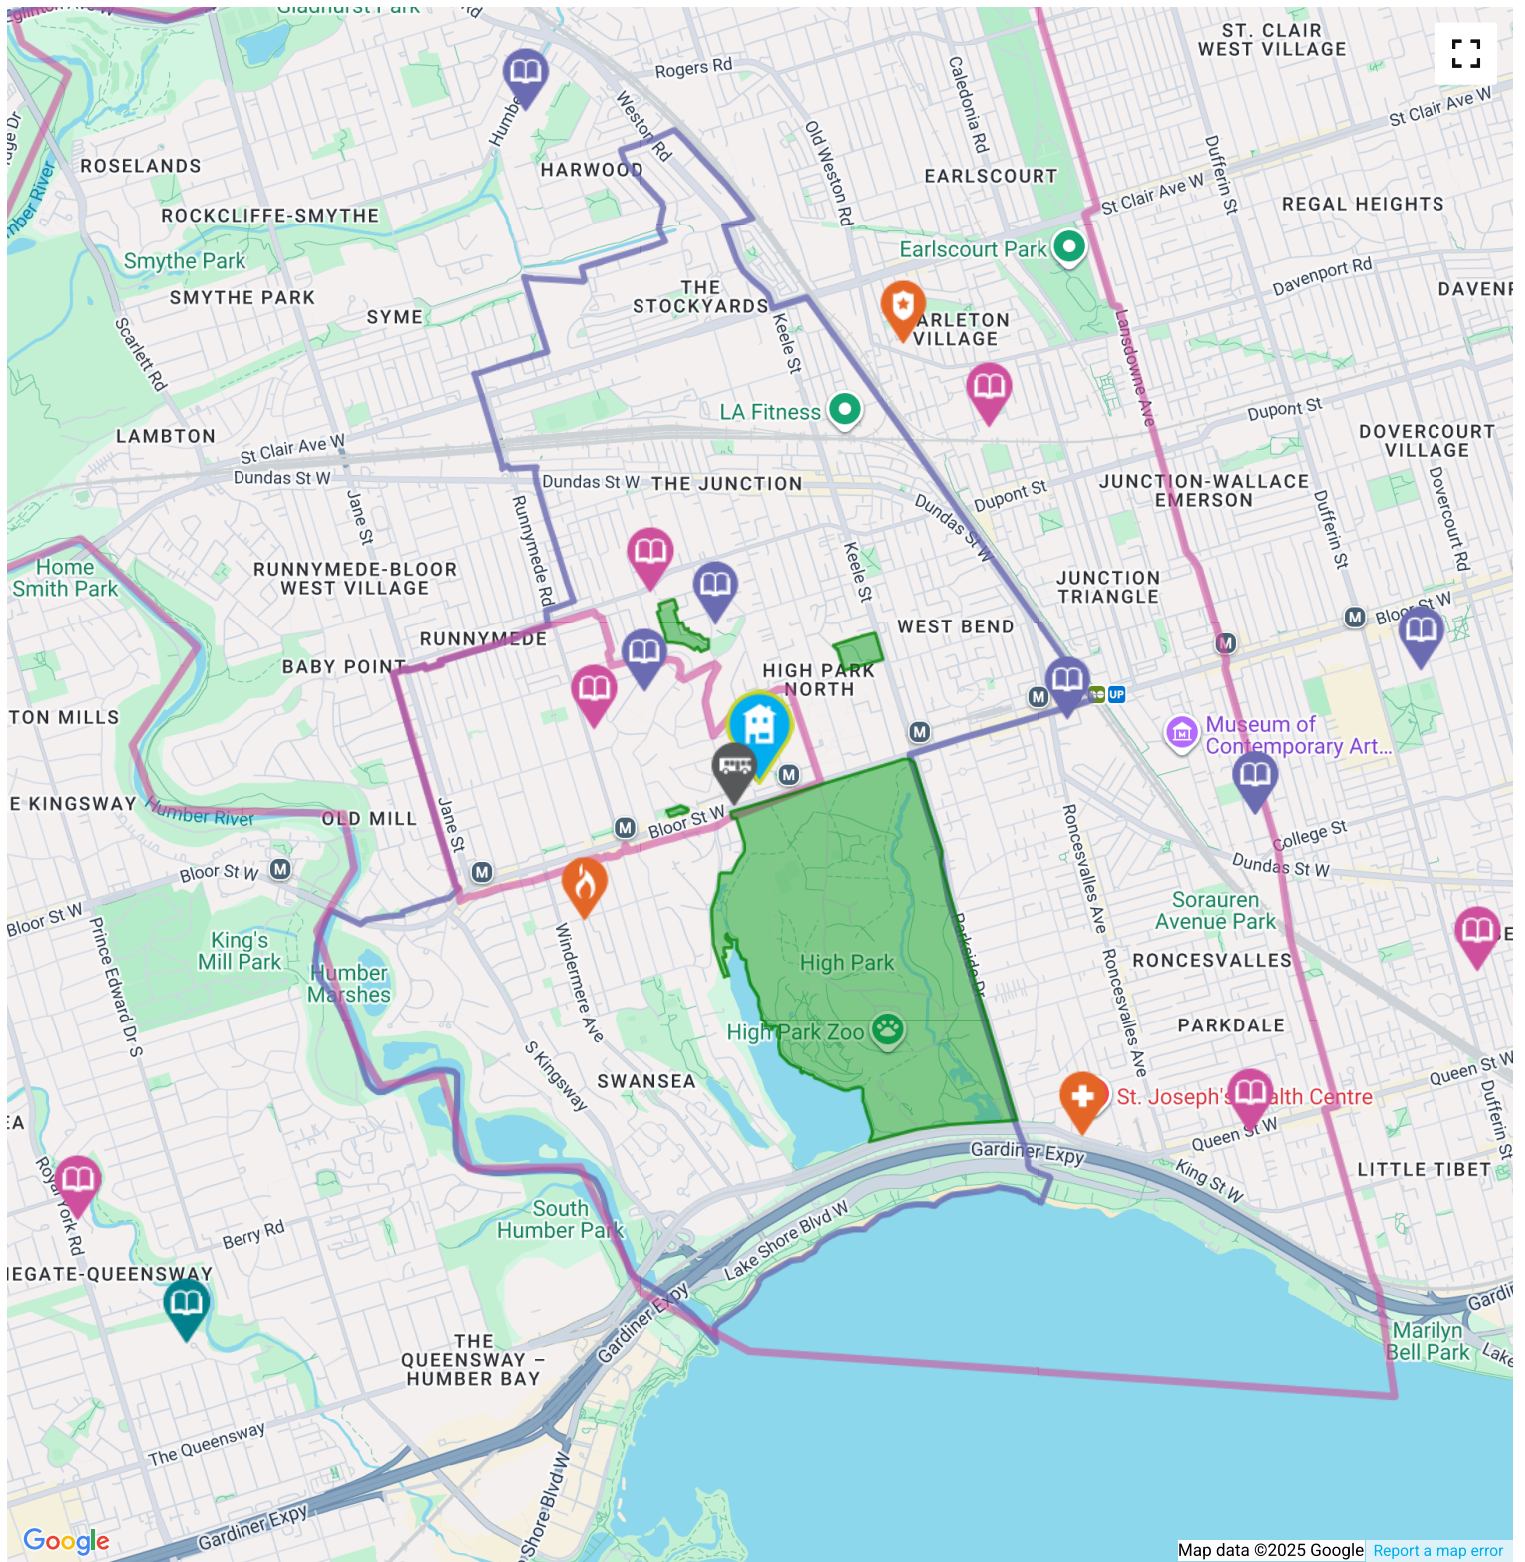 Eglinton Ave W
Gladhurst Park
Rd
ST. CLAIR
WEST VILLAGE
Rogers Rd
Caledonia Rd
St Clair Ave W
Weston Rd
Humber
Old Weston Rd
Dufferin St
ROSELANDS
HARWOOD
EARLSCOURT
St Clair Ave W
Humber River
ROCKCLIFFE-SMYTHE
REGAL HEIGHTS
Earlscourt Park
Smythe Park
Davenport Rd
SMYTHE PARK
THE
STOCKYARDS
SYME
ARLETON
VILLAGE
Keele St
Scarlett Rd
Lansdowne Ave
LA Fitness
Dupont St
LAMBTON
St Clair Ave W
DOVERCOURT
VILLAGE
Dundas St W
Dundas St W
THE JUNCTION
JUNCTION-WALLACE
EMERSON
Dupont St
Jane St
Runnymede Rd
Dundas St W
Dufferin St
Dovercourt Rd
Home
Smith Park
RUNNYMEDE-BLOOR
WEST VILLAGE
Keele St
JUNCTION
TRIANGLE
M
Bloor St W
RUNNYMEDE
WEST BEND
M
BABY POINT
HIGH PARK
NORTH
M
UP
TON MILLS
M
Museum of
Contemporary Art...
M
E KINGSWAY
Humber River
OLD MILL
Jane St
M
Bloor St W
Roncesvalles Ave
College St
M
Bloor St W
M
Dundas St W
Bloor St W
Sorauren
Avenue Park
Prince Edward Dr S
King's
Mill Park
Windermere Ave
Parkside Dr
High Park
RONCESVALLES
Humber
Marshes
Roncesvalles Ave
High Park Zoo
PARKDALE
S Kingsway
SWANSEA
Queen St W
St. Joseph's
alth Centre
Dufferin St
Queen St W
Gardiner Expy
King St W
LITTLE TIBET
Royal York Rd
South
Humber Park
Berry Rd
Lake Shore Blvd W
NEGATE-QUEENSWAY
Gardiner Expy
THE
QUEENSWAY –
HUMBER BAY
Marilyn
Bell Park
The Queensway
Shore Blvd W
Gardiner Expy
Google
Map data ©2025 Google
Report a map error